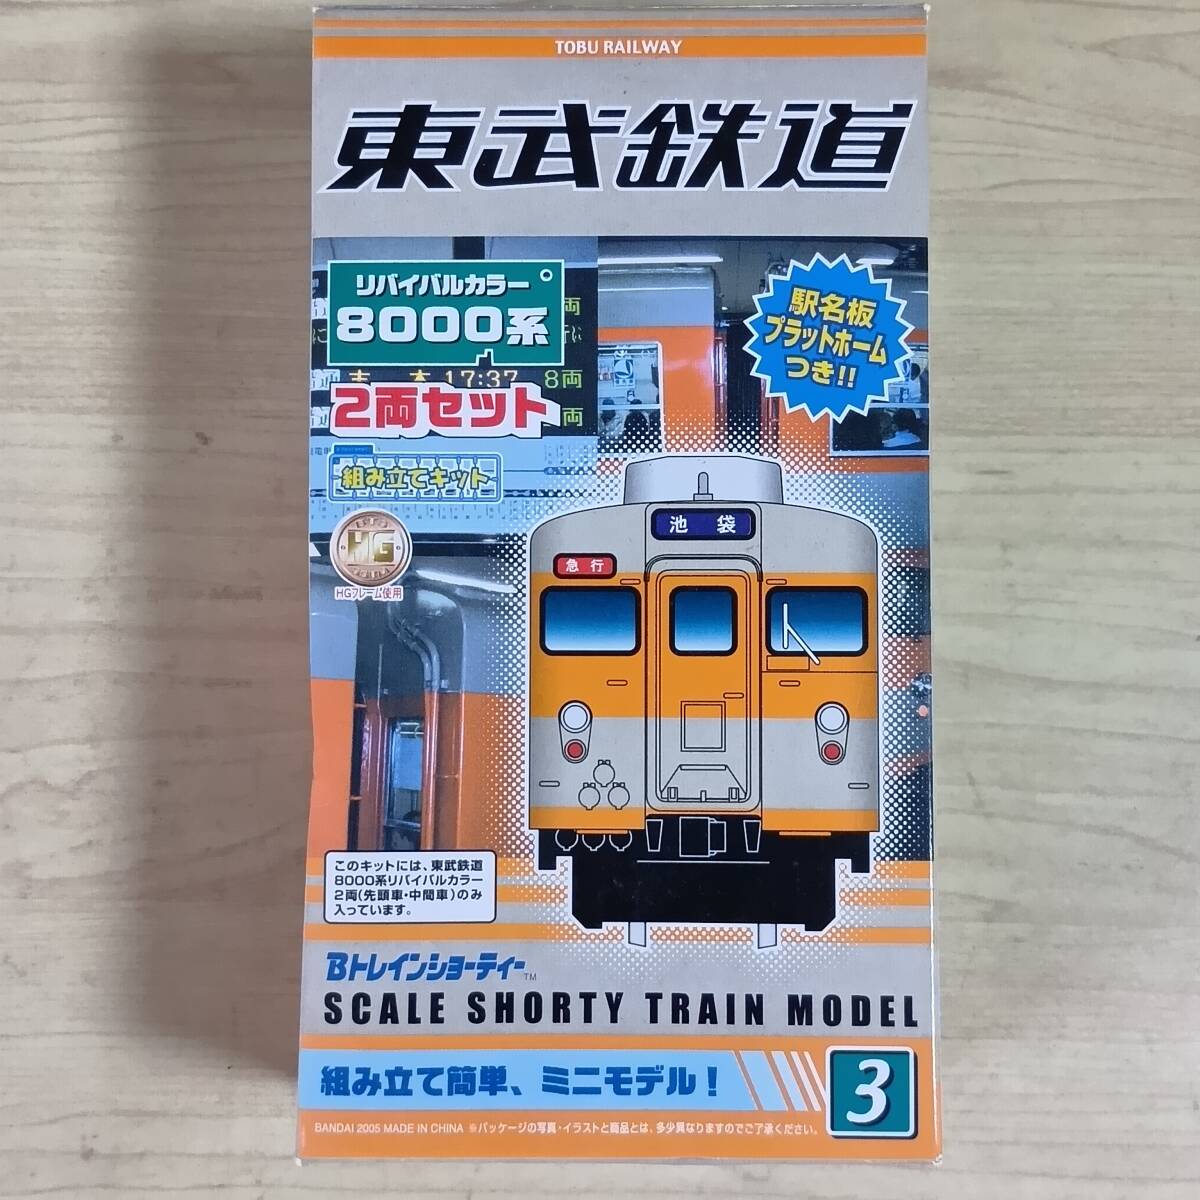 TOBU RAILWAY
東武鉄道
リバイバルカラー
8000系
17:37 8両
2両セット
組み立てキット
HG
HGフレーム使用
駅名板
プラットホーム
つき!!
池袋
急行
このキットには、東武鉄道
8000系リバイバルカラー
2両(先頭車・中間車)のみ
入っています。
Bトレインショーティー™
SCALE SHORTY TRAIN MODEL
組み立て簡単、ミニモデル!
3
BANDAI 2005 MADE IN CHINA ※パッケージの写真・イラストと商品とは、多少異なりますのでご了承ください。